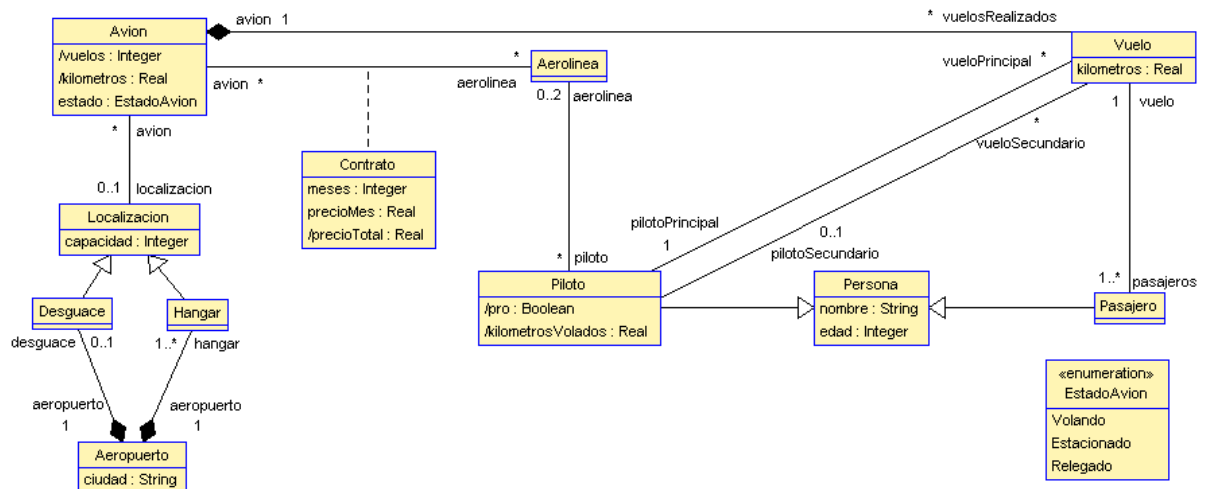 avion 1
* vuelosRealizados
Avion
/vuelos : Integer
/kilometros : Real
estado : EstadoAvion
avion *
*
aerolinea
Aerolinea
0..2 aerolinea
Vuelo
kilometros : Real
vueloPrincipal *
1 vuelo
*
vueloSecundario
* avion
0..1 localizacion
Contrato
meses : Integer
precioMes : Real
/precioTotal : Real
Localizacion
capacidad : Integer
pilotoPrincipal
1
0..1
pilotoSecundario
* piloto
Piloto
/pro : Boolean
/kilometrosVolados : Real
Persona
nombre : String
edad : Integer
1..* pasajeros
Pasajero
Desguace
Hangar
desguace 0..1
1..* hangar
aeropuerto
1
aeropuerto
1
Aeropuerto
ciudad : String
«enumeration»
EstadoAvion
Volando
Estacionado
Relegado